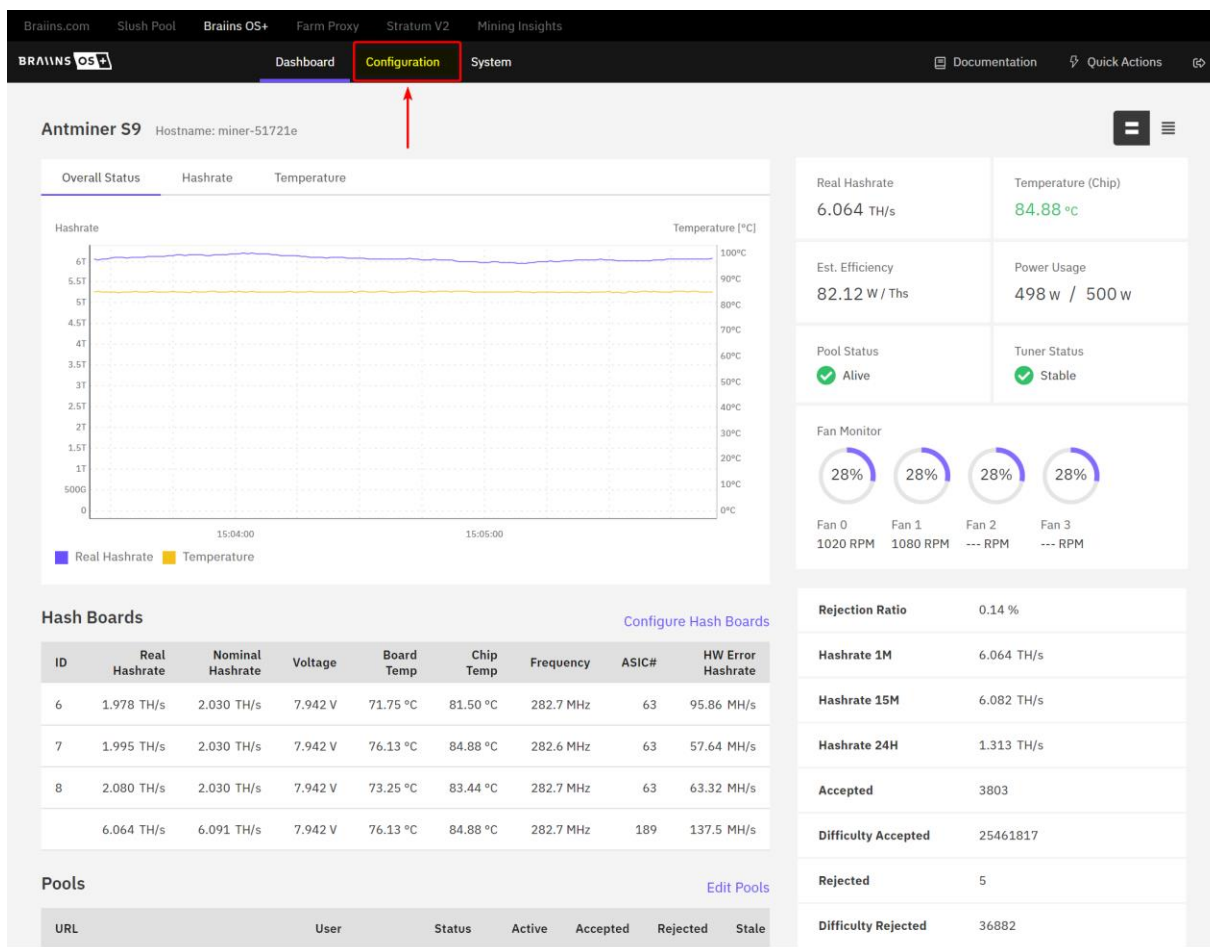 Braiins.com Slush Pool Braiins OS+ Farm Proxy Stratum V2 Mining Insights
BRAIINS OS+ Dashboard Configuration System Documentation Quick Actions
Antminer S9 Hostname: miner-51721e
Overall Status Hashrate Temperature
Hashrate Temperature [°C]
6T 100°C
5.5T 90°C
5T 80°C
4.5T 70°C
4T 60°C
3.5T 50°C
3T 40°C
2.5T 30°C
2T 20°C
1.5T 10°C
1T 0°C
500G
0
15:04:00 15:05:00
Real Hashrate Temperature
Real Hashrate Temperature (Chip)
6.064 TH/s 84.88 °C
Est. Efficiency Power Usage
82.12 W / Ths 498 W / 500 W
Pool Status Tuner Status
Alive Stable
Fan Monitor
28% 28% 28% 28%
Fan 0 Fan 1 Fan 2 Fan 3
1020 RPM 1080 RPM --- RPM --- RPM
Hash Boards Configure Hash Boards
ID Real Hashrate Nominal Hashrate Voltage Board Temp Chip Temp Frequency ASIC# HW Error Hashrate
6 1.978 TH/s 2.030 TH/s 7.942 V 71.75 °C 81.50 °C 282.7 MHz 63 95.86 MH/s
7 1.995 TH/s 2.030 TH/s 7.942 V 76.13 °C 84.88 °C 282.6 MHz 63 57.64 MH/s
8 2.080 TH/s 2.030 TH/s 7.942 V 73.25 °C 83.44 °C 282.7 MHz 63 63.32 MH/s
6.064 TH/s 6.091 TH/s 7.942 V 76.13 °C 84.88 °C 282.7 MHz 189 137.5 MH/s
Pools Edit Pools
URL User Status Active Accepted Rejected Stale
Rejection Ratio 0.14 %
Hashrate 1M 6.064 TH/s
Hashrate 15M 6.082 TH/s
Hashrate 24H 1.313 TH/s
Accepted 3803
Difficulty Accepted 25461817
Rejected 5
Difficulty Rejected 36882